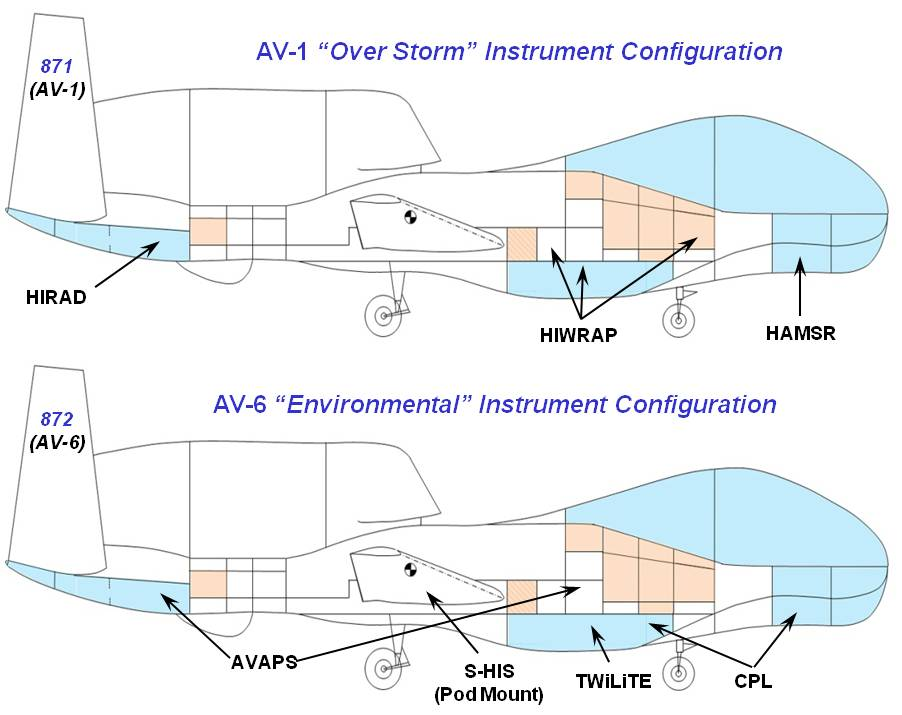 AV-1 “Over Storm” Instrument Configuration
871
(AV-1)
HIRAD
HIWRAP
HAMSR
AV-6 “Environmental” Instrument Configuration
872
(AV-6)
AVAPS
S-HIS
(Pod Mount)
TWiLiTE
CPL